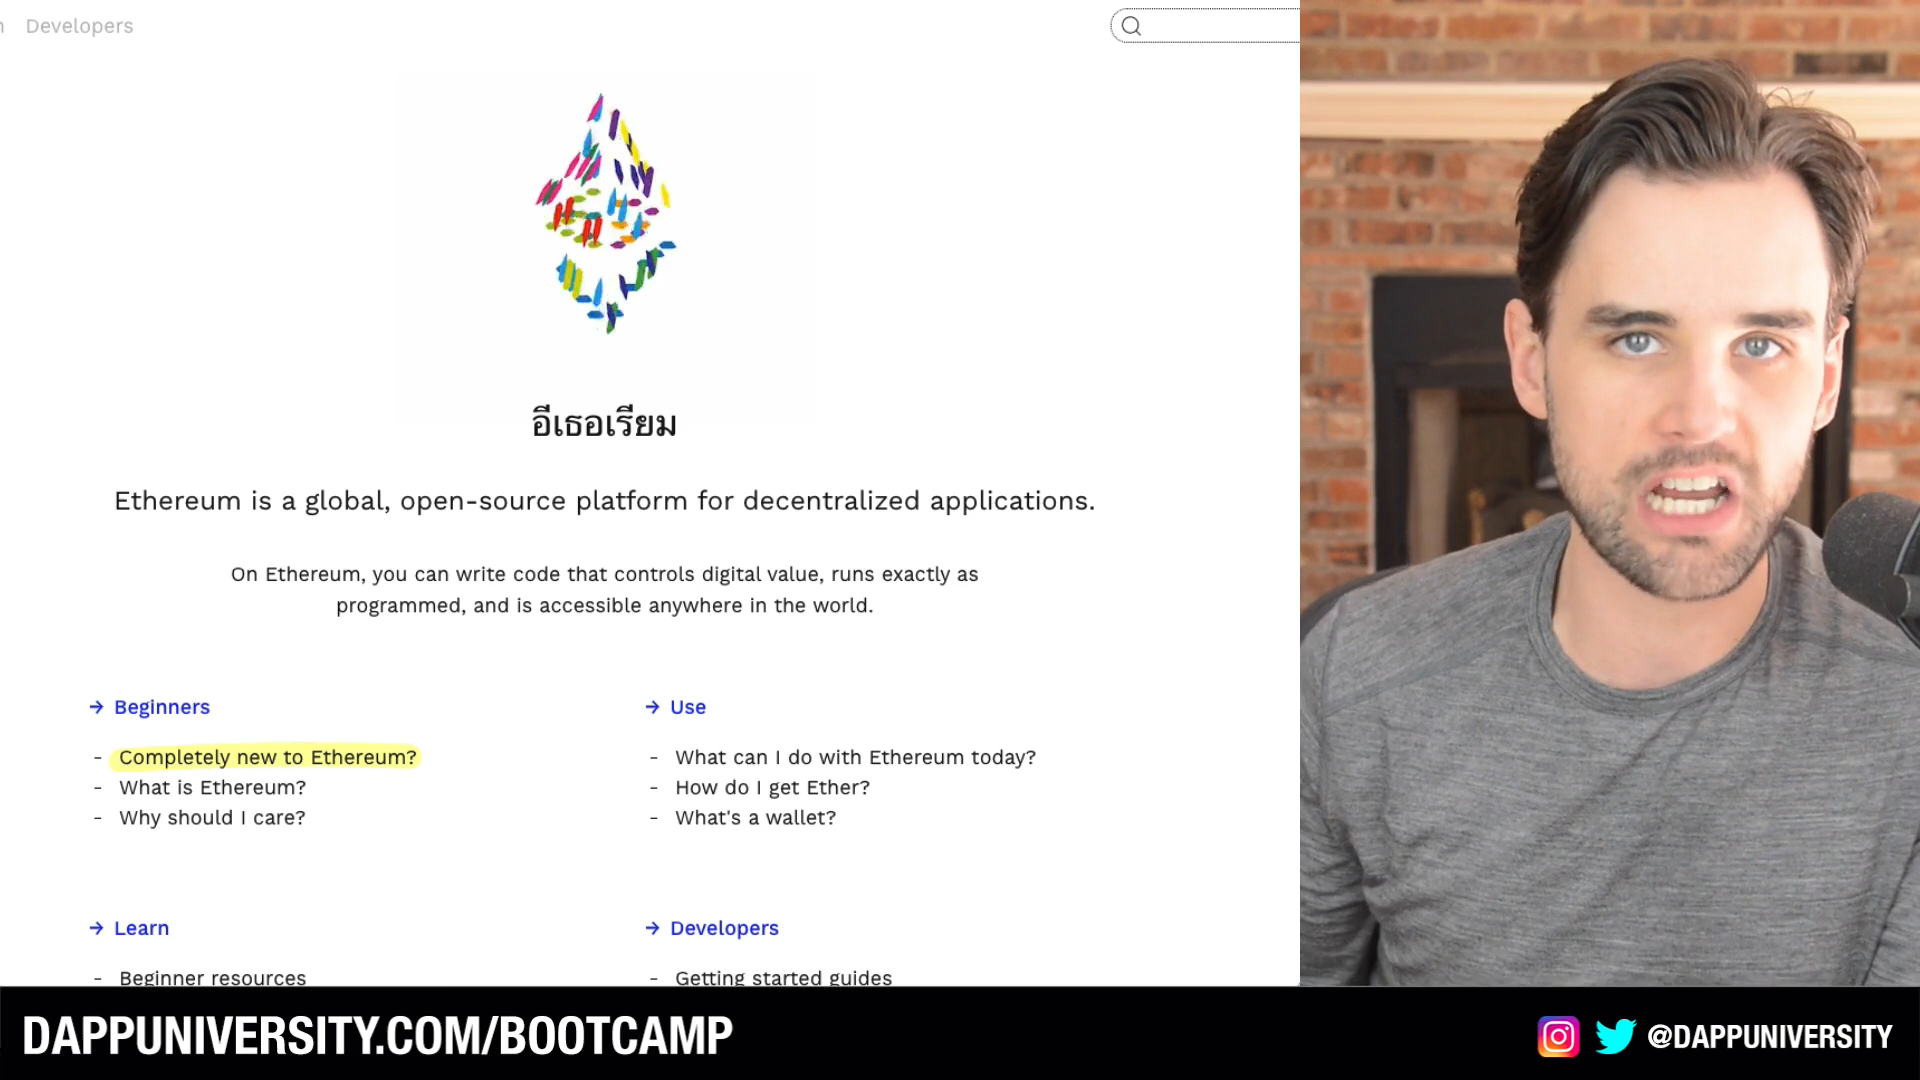 Developers
อีเธอเรียม
Ethereum is a global, open-source platform for decentralized applications.
On Ethereum, you can write code that controls digital value, runs exactly as
programmed, and is accessible anywhere in the world.
→ Beginners
- Completely new to Ethereum?
- What is Ethereum?
- Why should I care?
→ Use
- What can I do with Ethereum today?
- How do I get Ether?
- What's a wallet?
→ Learn
- Beginner resources
→ Developers
- Getting started guides
DAPPUNIVERSITY.COM/BOOTCAMP
@DAPPUNIVERSITY